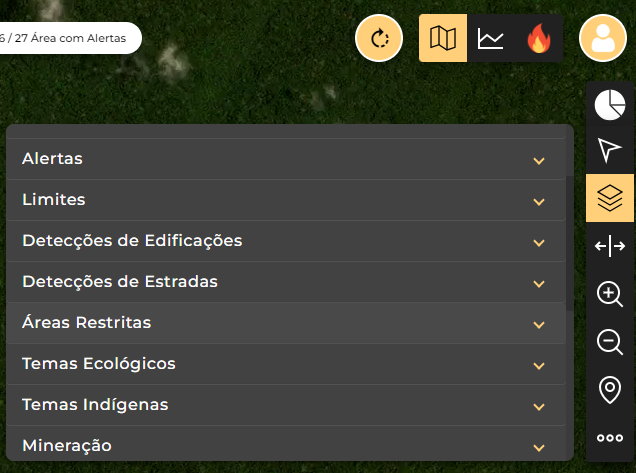 6 / 27 Área com Alertas
Alertas
Limites
Detecções de Edificações
Detecções de Estradas
Áreas Restritas
Temas Ecológicos
Temas Indígenas
Mineração